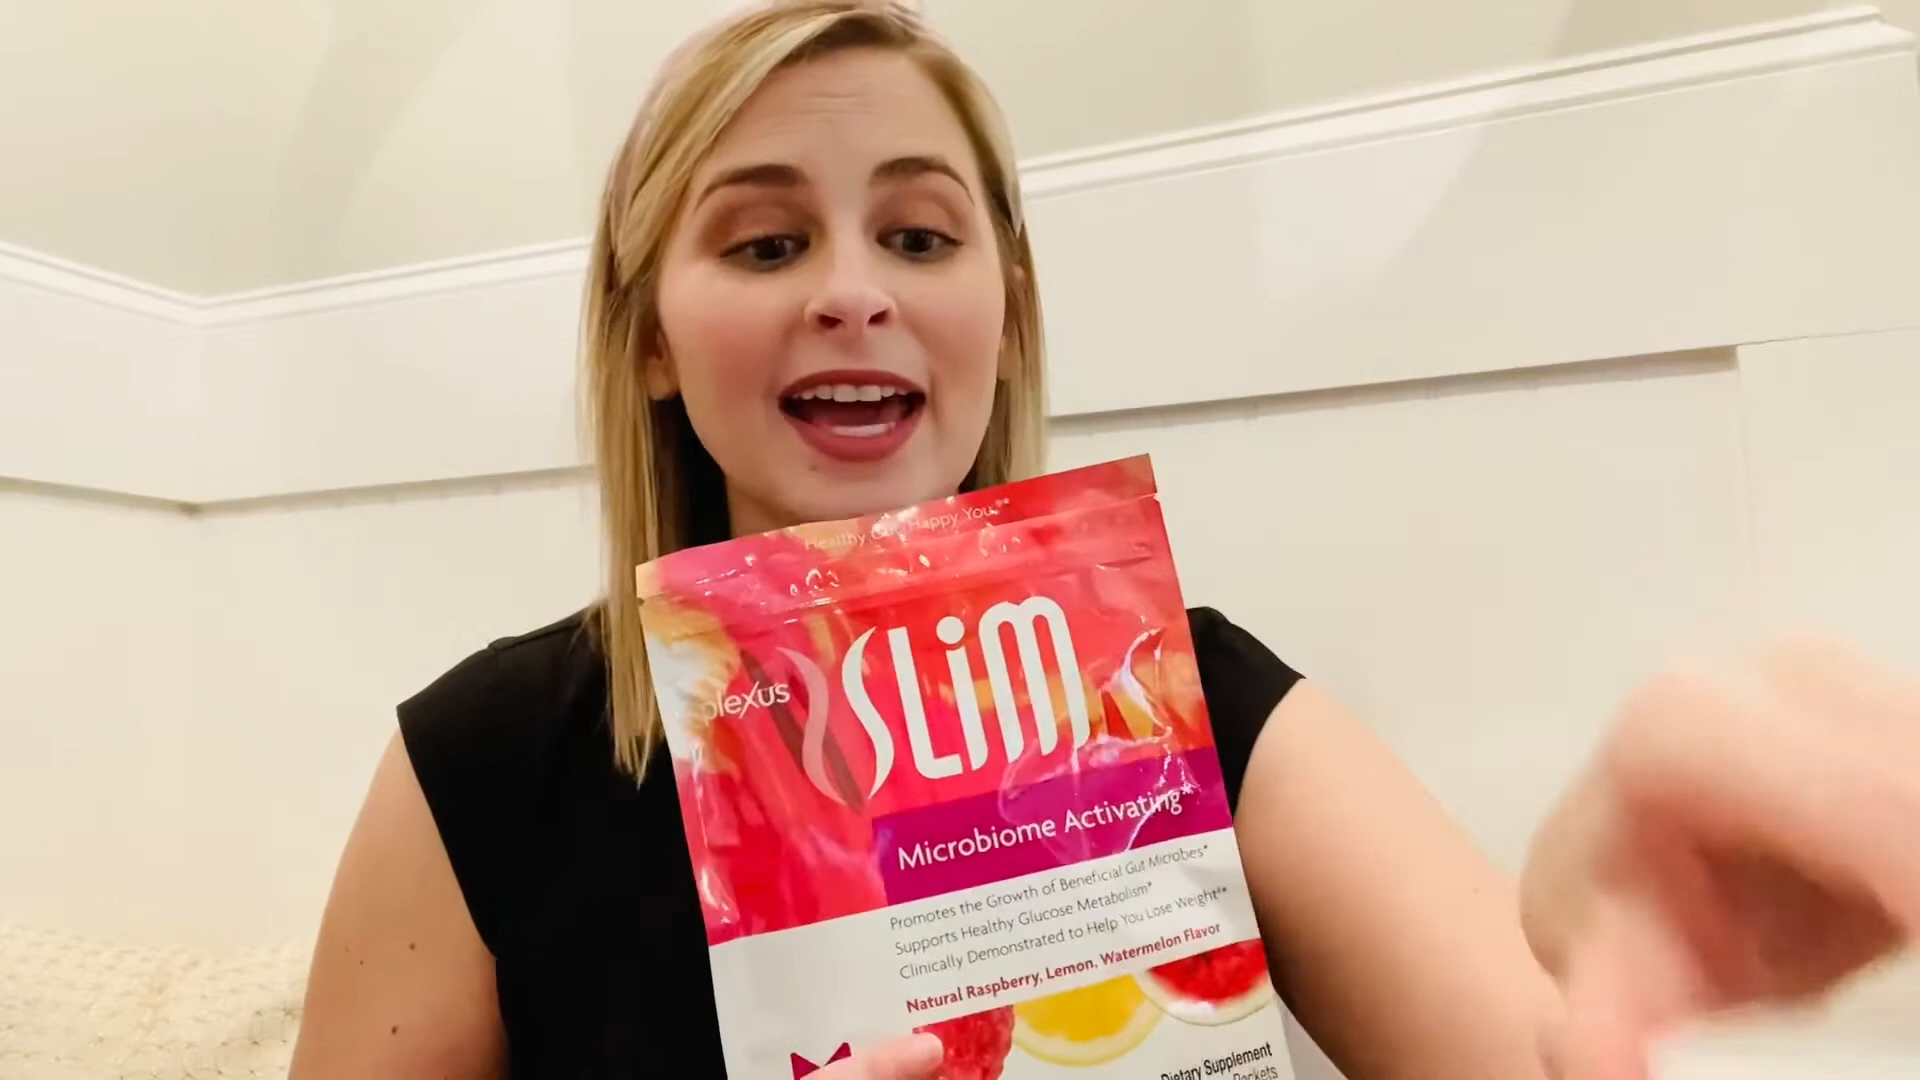 Healthy Gut, Happy You.
plexus
SLiM
Microbiome Activating*
Promotes the Growth of Beneficial Gut Microbes*
Supports Healthy Glucose Metabolism*
Clinically Demonstrated to Help You Lose Weight
Natural Raspberry, Lemon, Watermelon Flavor
Dietary Supplement
Packets